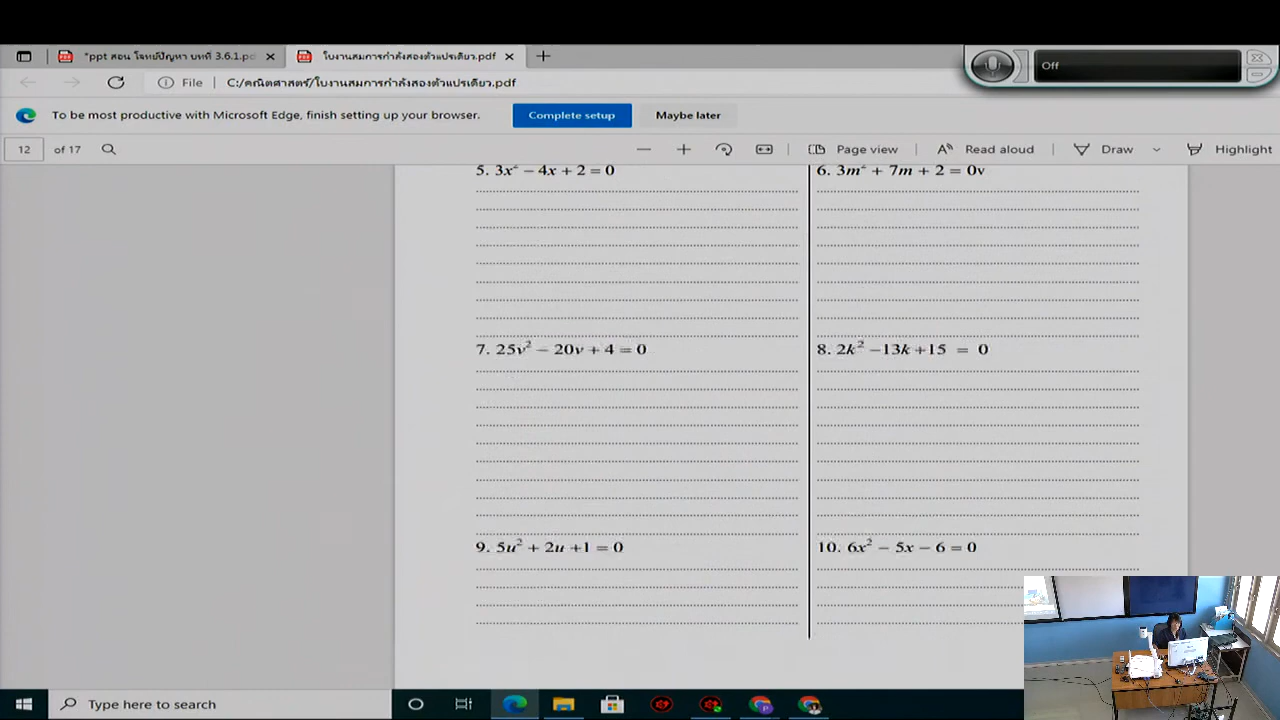 "ppt สอน โจทย์ปัญหา บทที่ 3.6.1.pd
ใบงานสมการกำลังสองตัวแปรเดียว.pdf
Off
File
C:/คณิตศาสตร์/ใบงานสมการกำลังสองตัวแปรเดียว.pdf
To be most productive with Microsoft Edge, finish setting up your browser.
Complete setup
Maybe later
12 of 17
Page view
Read aloud
Draw
Highlight
5. 3x² − 4x + 2 = 0
6. 3m² + 7m + 2 = 0v
7. 25v² − 20v + 4 = 0
8. 2k² −13k +15 = 0
9. 5u² + 2u +1 = 0
10. 6x² − 5x − 6 = 0
Type here to search